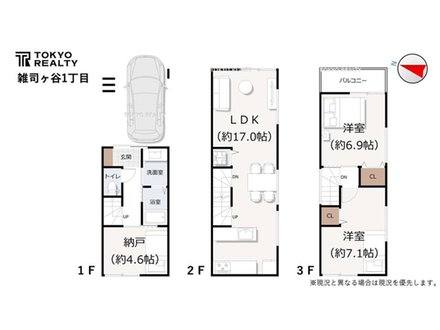 TOKYO
REALTY
雑司ヶ谷1丁目
N
バルコニー
LDK
(約17.0帖)
洋室
(約6.9帖)
玄関
トイレ
洗面室
浴室
UP
DN
DN
CL
CL
UP
納戸
(約4.6帖)
洋室
(約7.1帖)
1F
2F
3F
※現況と異なる場合は現況を優先します。